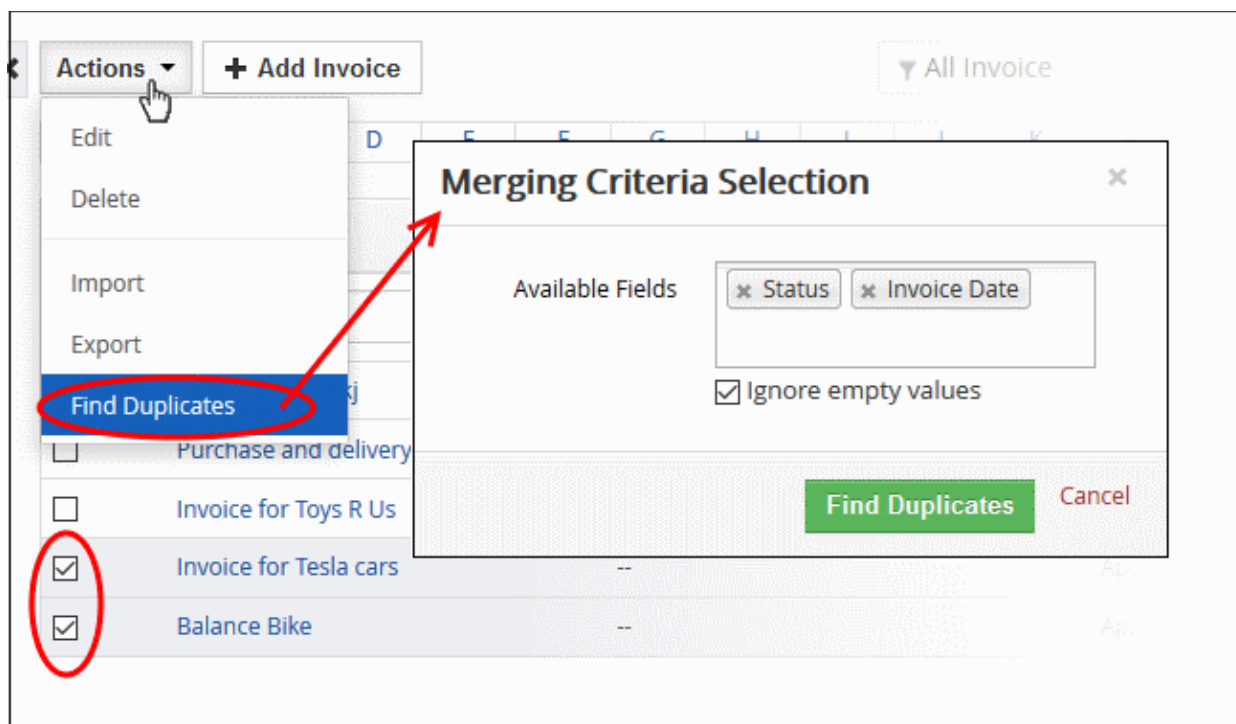 Actions + Add Invoice All Invoice
Edit
Delete
Import
Export
Find Duplicates
D E F G H I J K
Merging Criteria Selection
Available Fields × Status × Invoice Date
Ignore empty values
Find Duplicates Cancel
Purchase and delivery
Invoice for Toys R Us
Invoice for Tesla cars --
Balance Bike --